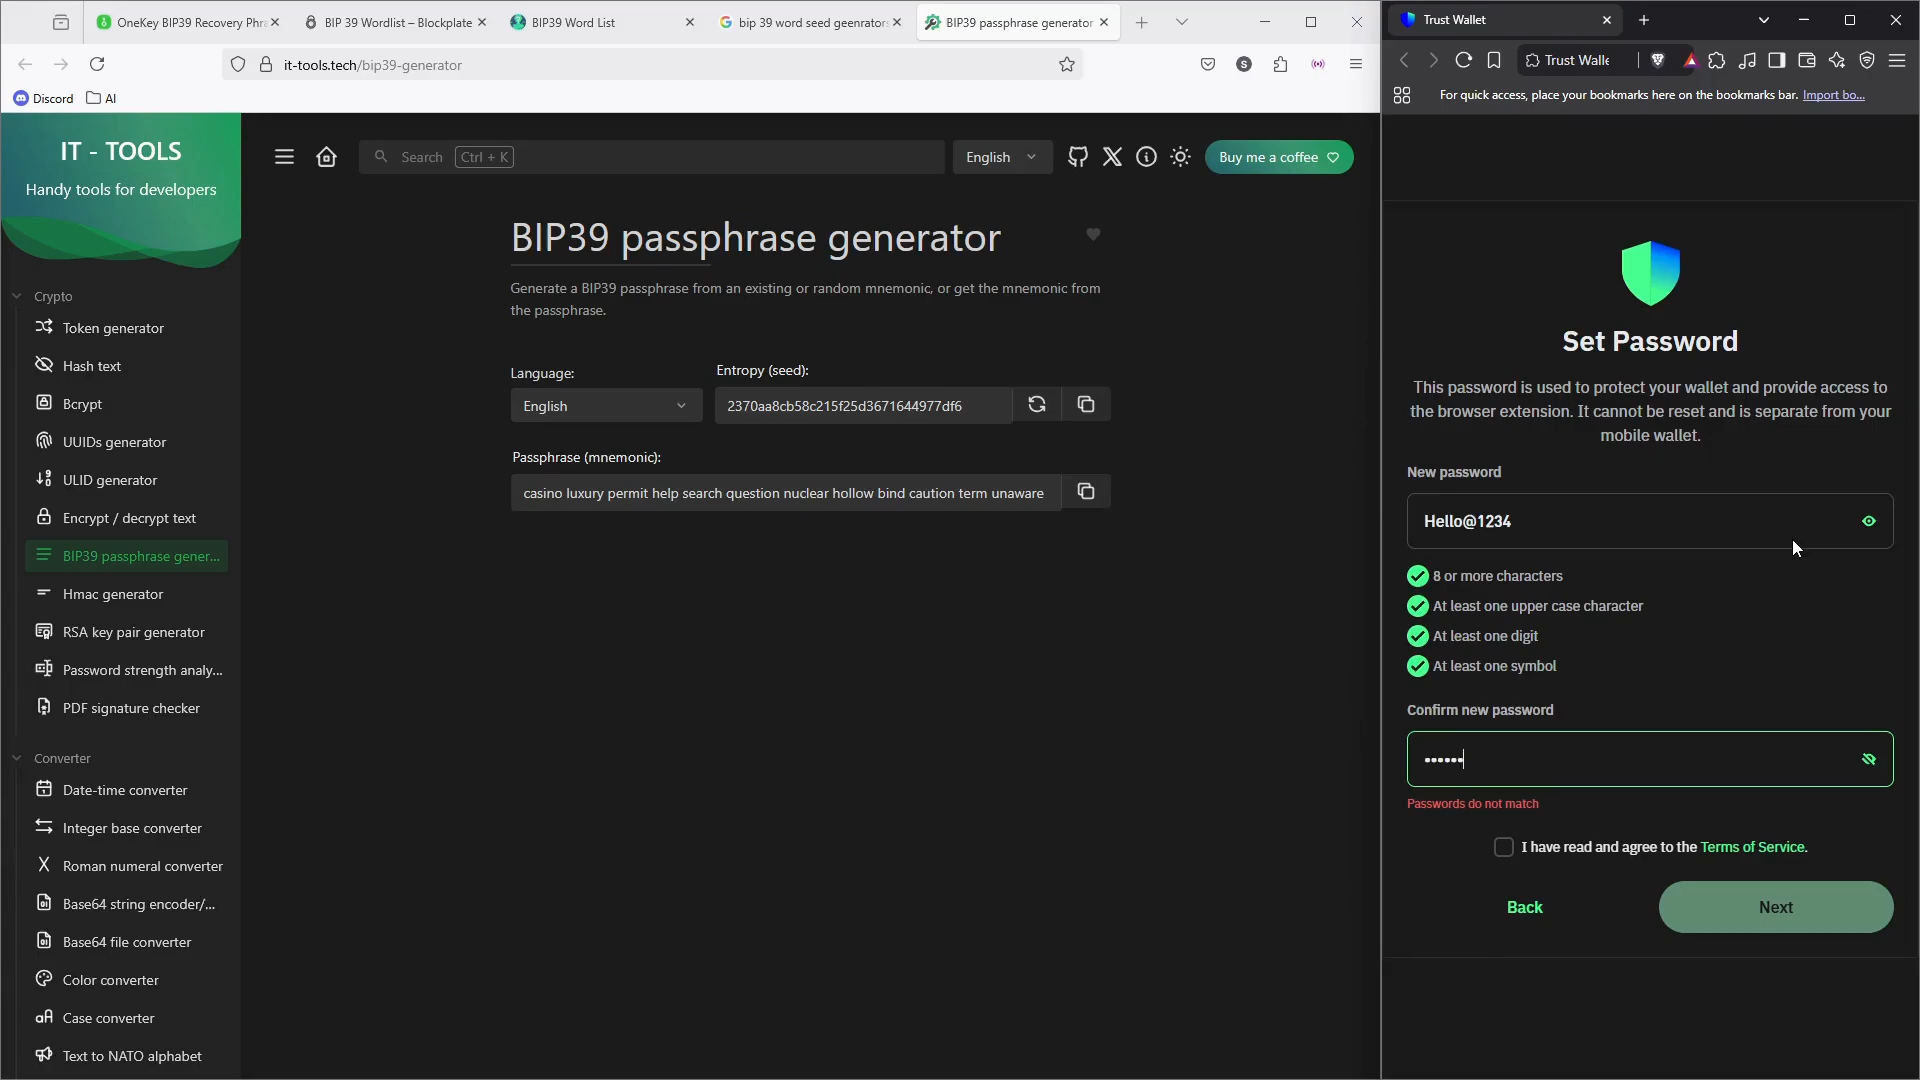 OneKey BIP39 Recovery Phra
BIP 39 Wordlist – Blockplate
BIP39 Word List
bip 39 word seed geenrators
BIP39 passphrase generator
Trust Wallet
it-tools.tech/bip39-generator
S
Trust Walle
Discord
AI
For quick access, place your bookmarks here on the bookmarks bar. Import bo...
IT - TOOLS
Handy tools for developers
Search Ctrl + K
English
Buy me a coffee
BIP39 passphrase generator
Generate a BIP39 passphrase from an existing or random mnemonic, or get the mnemonic from
the passphrase.
Language:
English
Entropy (seed):
2370aa8cb58c215f25d3671644977df6
Passphrase (mnemonic):
casino luxury permit help search question nuclear hollow bind caution term unaware
Crypto
Token generator
Hash text
Bcrypt
UUIDs generator
ULID generator
Encrypt / decrypt text
BIP39 passphrase gener...
Hmac generator
RSA key pair generator
Password strength analy...
PDF signature checker
Converter
Date-time converter
Integer base converter
Roman numeral converter
Base64 string encoder/...
Base64 file converter
Color converter
Case converter
Text to NATO alphabet
Set Password
This password is used to protect your wallet and provide access to
the browser extension. It cannot be reset and is separate from your
mobile wallet.
New password
Hello@1234
8 or more characters
At least one upper case character
At least one digit
At least one symbol
Confirm new password
••••••
Passwords do not match
I have read and agree to the Terms of Service.
Back
Next